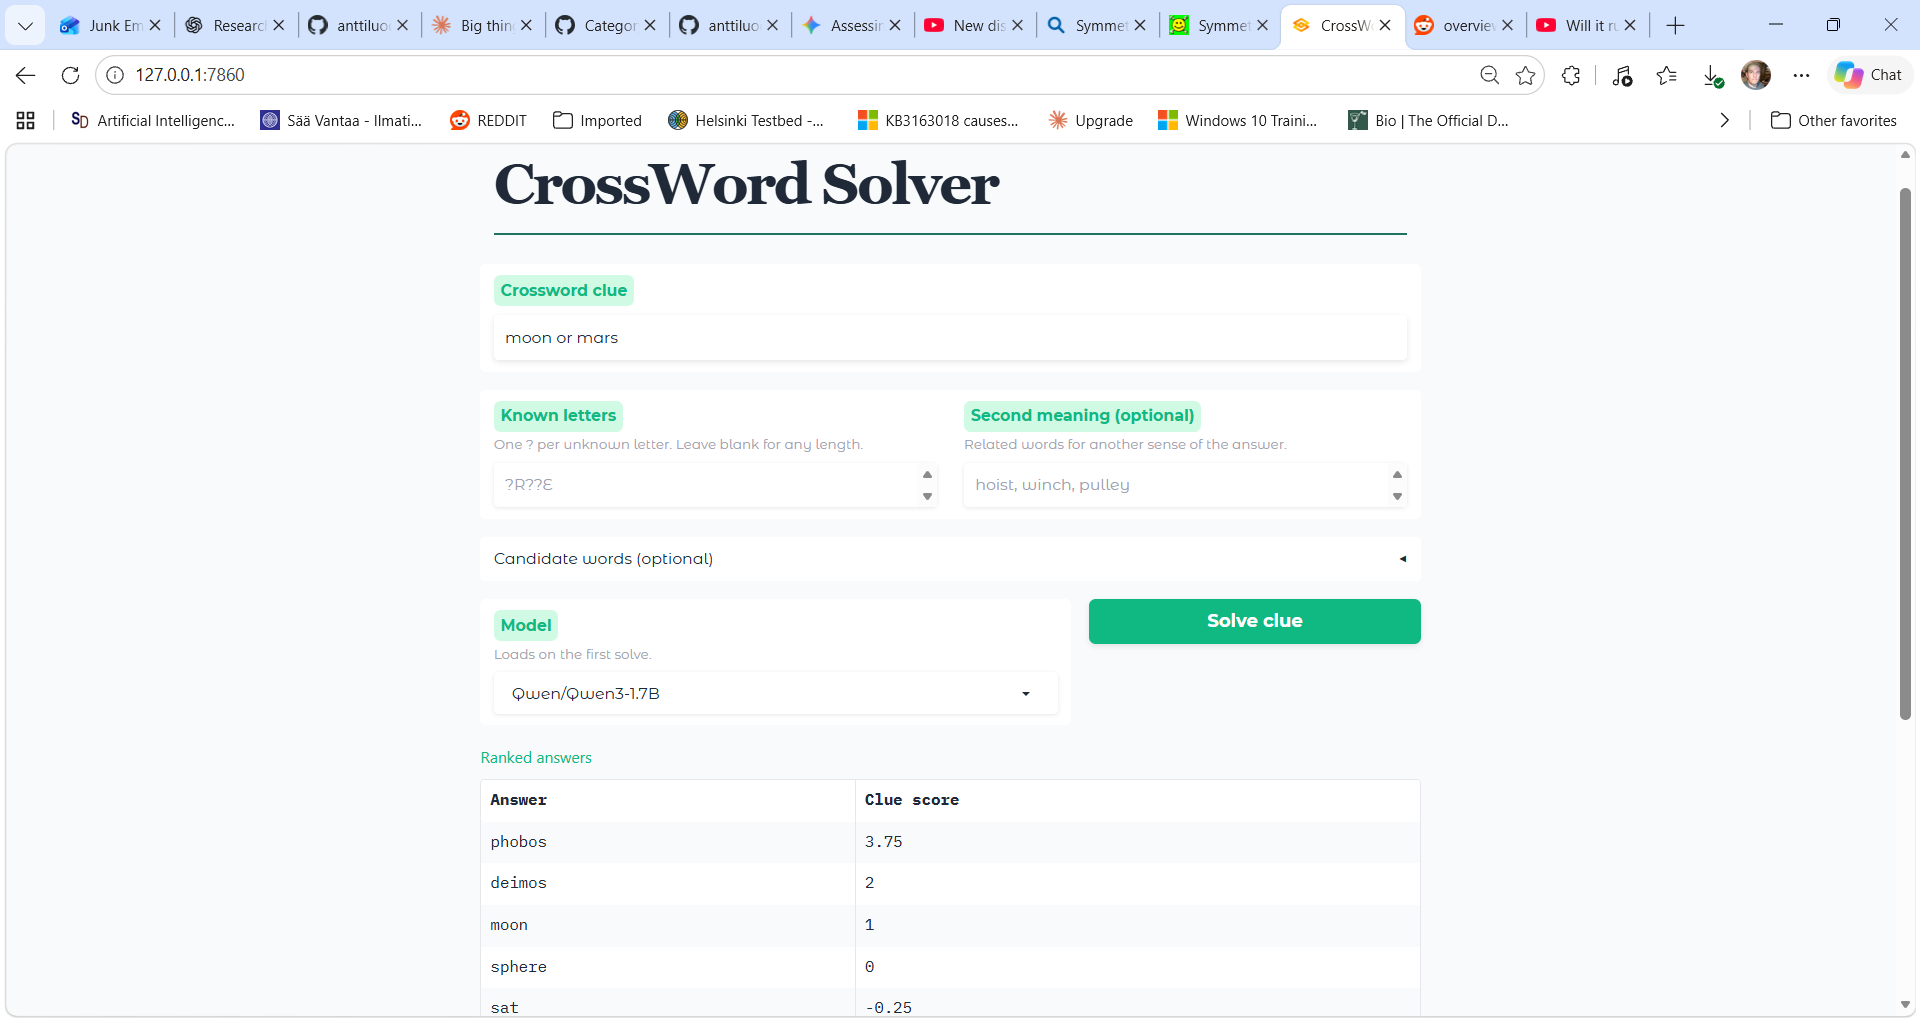 Junk Em
Researc
anttiluo
Big thin
Categor
anttiluo
Assessin
New dis
Symmet
Symmet
CrossWo
overview
Will it ru
127.0.0.1:7860
Chat
Artificial Intelligenc...
Sää Vantaa - Ilmati...
REDDIT
Imported
Helsinki Testbed -...
KB3163018 causes...
Upgrade
Windows 10 Traini...
Bio | The Official D...
Other favorites
CrossWord Solver
Crossword clue
moon or mars
Known letters
One ? per unknown letter. Leave blank for any length.
?R??E
Second meaning (optional)
Related words for another sense of the answer.
hoist, winch, pulley
Candidate words (optional)
Model
Loads on the first solve.
Qwen/Qwen3-1.7B
Solve clue
Ranked answers
Answer Clue score
phobos 3.75
deimos 2
moon 1
sphere 0
sat -0.25